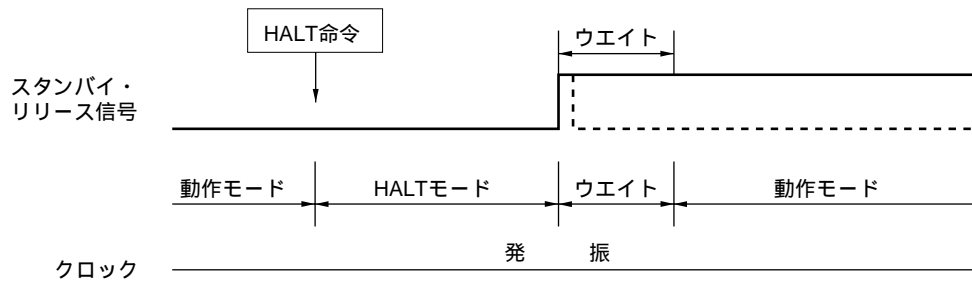 HALT命令
ウエイト
スタンバイ・
リリース信号
動作モード
HALTモード
ウエイト
動作モード
発　振
クロック